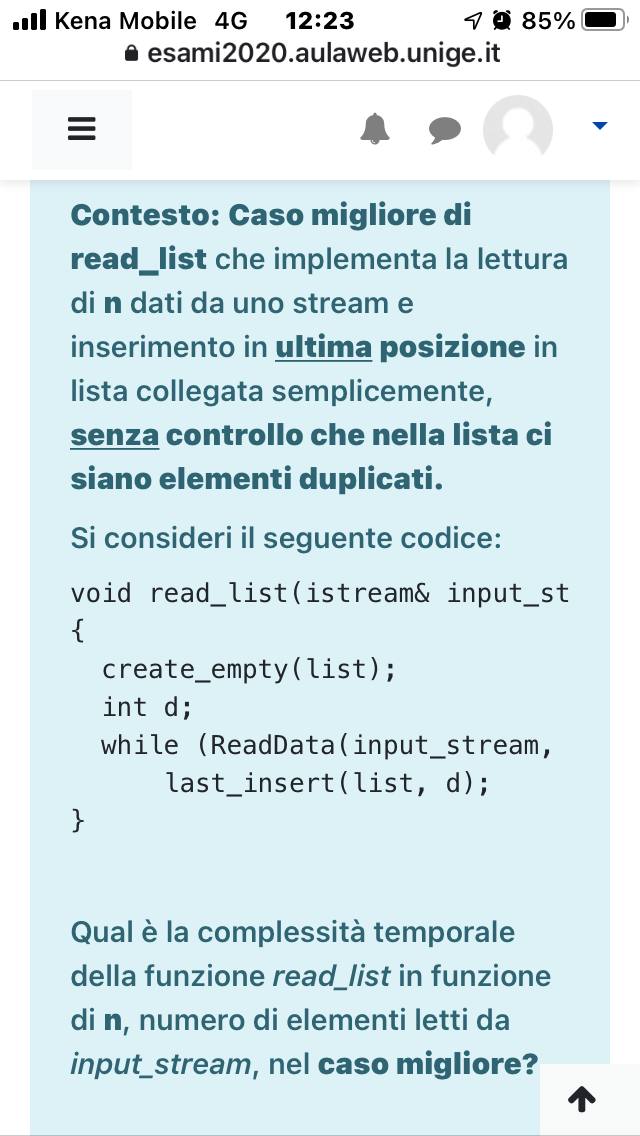 Kena Mobile 4G 12:23 85%
esami2020.aulaweb.unige.it
Contesto: Caso migliore di
read_list che implementa la lettura
di n dati da uno stream e
inserimento in ultima posizione in
lista collegata semplicemente,
senza controllo che nella lista ci
siano elementi duplicati.
Si consideri il seguente codice:
void read_list(istream& input_st
{
create_empty(list);
int d;
while (ReadData(input_stream,
last_insert(list, d);
}
Qual è la complessità temporale
della funzione read_list in funzione
di n, numero di elementi letti da
input_stream, nel caso migliore?